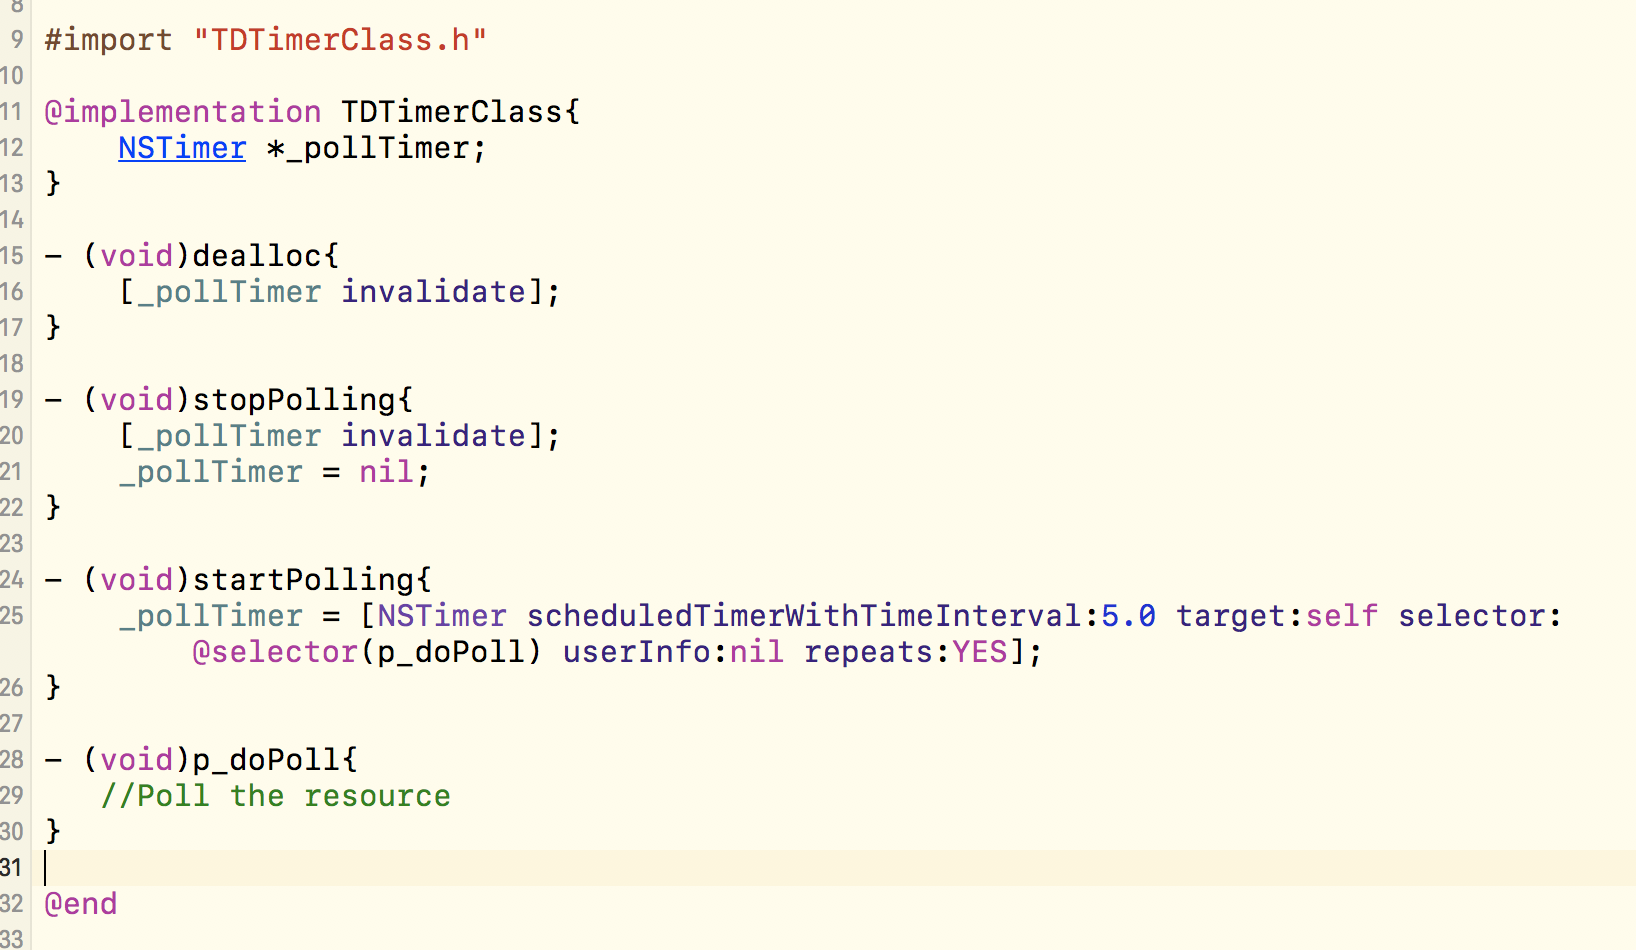 8
9 #import "TDTimerClass.h"
10
11 @implementation TDTimerClass{
12     NSTimer *_pollTimer;
13 }
14
15 - (void)dealloc{
16     [_pollTimer invalidate];
17 }
18
19 - (void)stopPolling{
20     [_pollTimer invalidate];
21     _pollTimer = nil;
22 }
23
24 - (void)startPolling{
25     _pollTimer = [NSTimer scheduledTimerWithTimeInterval:5.0 target:self selector:
        @selector(p_doPoll) userInfo:nil repeats:YES];
26 }
27
28 - (void)p_doPoll{
29    //Poll the resource
30 }
31
32 @end
33